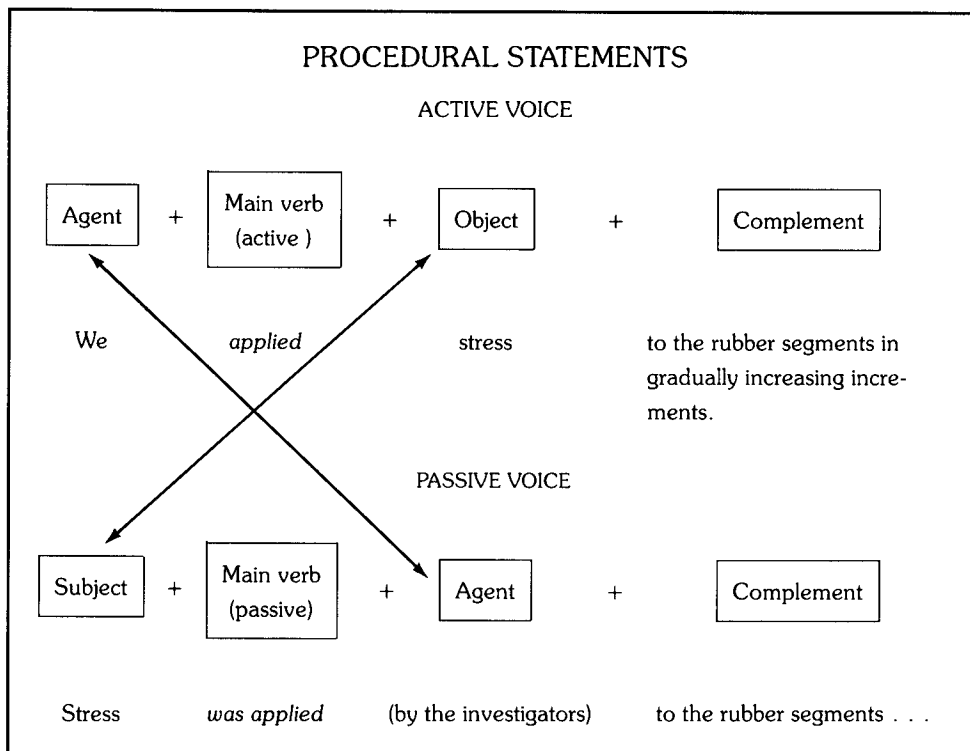 PROCEDURAL STATEMENTS
ACTIVE VOICE
Agent + Main verb (active ) + Object + Complement
We applied stress to the rubber segments in
gradually increasing incre-
ments.
PASSIVE VOICE
Subject + Main verb (passive) + Agent + Complement
Stress was applied (by the investigators) to the rubber segments . . .